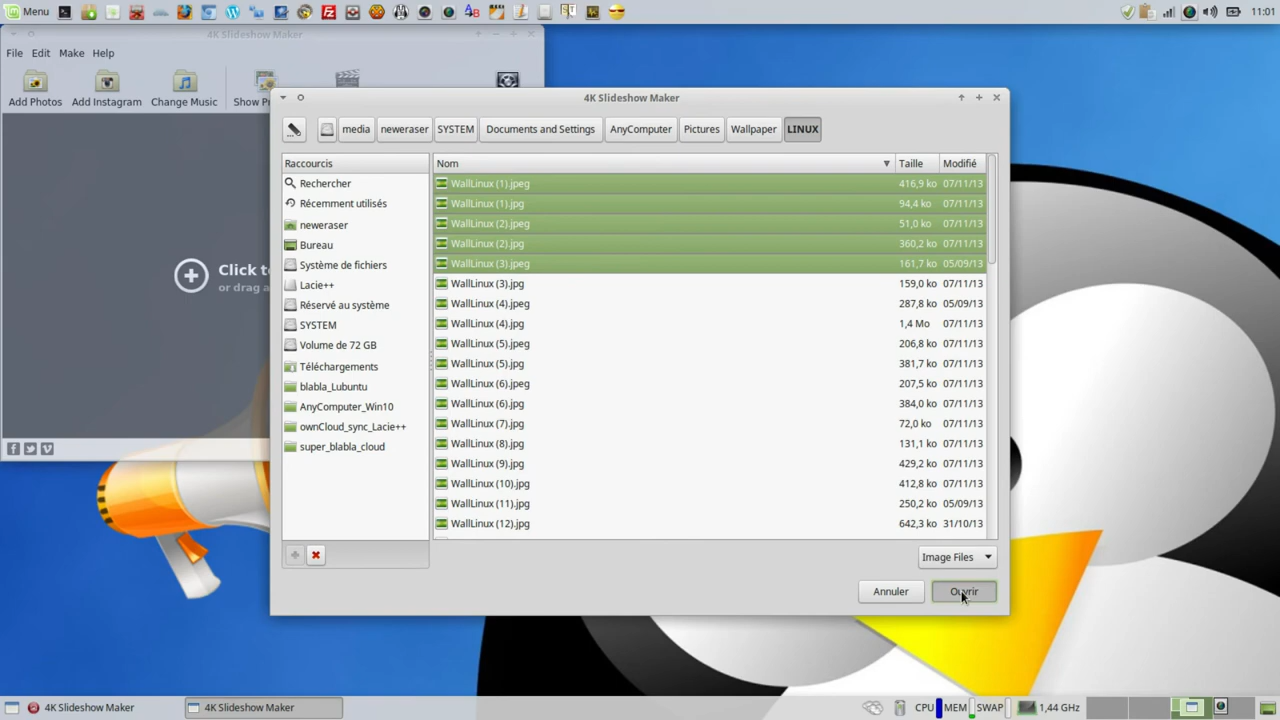 Menu
11:01
4K Slideshow Maker
File Edit Make Help
Add Photos Add Instagram Change Music
4K Slideshow Maker
media neweraser SYSTEM Documents and Settings AnyComputer Pictures Wallpaper LINUX
Raccourcis
Rechercher
Récemment utilisés
neweraser
Bureau
Système de fichiers
Lacie++
Réservé au système
SYSTEM
Volume de 72 GB
Téléchargements
blabla_Lubuntu
AnyComputer_Win10
ownCloud_sync_Lacie++
super_blabla_cloud
Nom Taille Modifié
WallLinux (1).jpeg 416,9 ko 07/11/13
WallLinux (1).jpg 94,4 ko 07/11/13
WallLinux (2).jpeg 51,0 ko 07/11/13
WallLinux (2).jpg 360,2 ko 07/11/13
WallLinux (3).jpeg 161,7 ko 05/09/13
WallLinux (3).jpg 159,0 ko 07/11/13
WallLinux (4).jpeg 287,8 ko 05/09/13
WallLinux (4).jpg 1,4 Mo 07/11/13
WallLinux (5).jpeg 206,8 ko 07/11/13
WallLinux (5).jpg 381,7 ko 07/11/13
WallLinux (6).jpeg 207,5 ko 07/11/13
WallLinux (6).jpg 384,0 ko 07/11/13
WallLinux (7).jpg 72,0 ko 07/11/13
WallLinux (8).jpg 131,1 ko 07/11/13
WallLinux (9).jpg 429,2 ko 07/11/13
WallLinux (10).jpg 412,8 ko 07/11/13
WallLinux (11).jpg 250,2 ko 05/09/13
WallLinux (12).jpg 642,3 ko 31/10/13
Image Files
Annuler Ouvrir
Click
or drag
4K Slideshow Maker 4K Slideshow Maker
CPU MEM SWAP 1,44 GHz